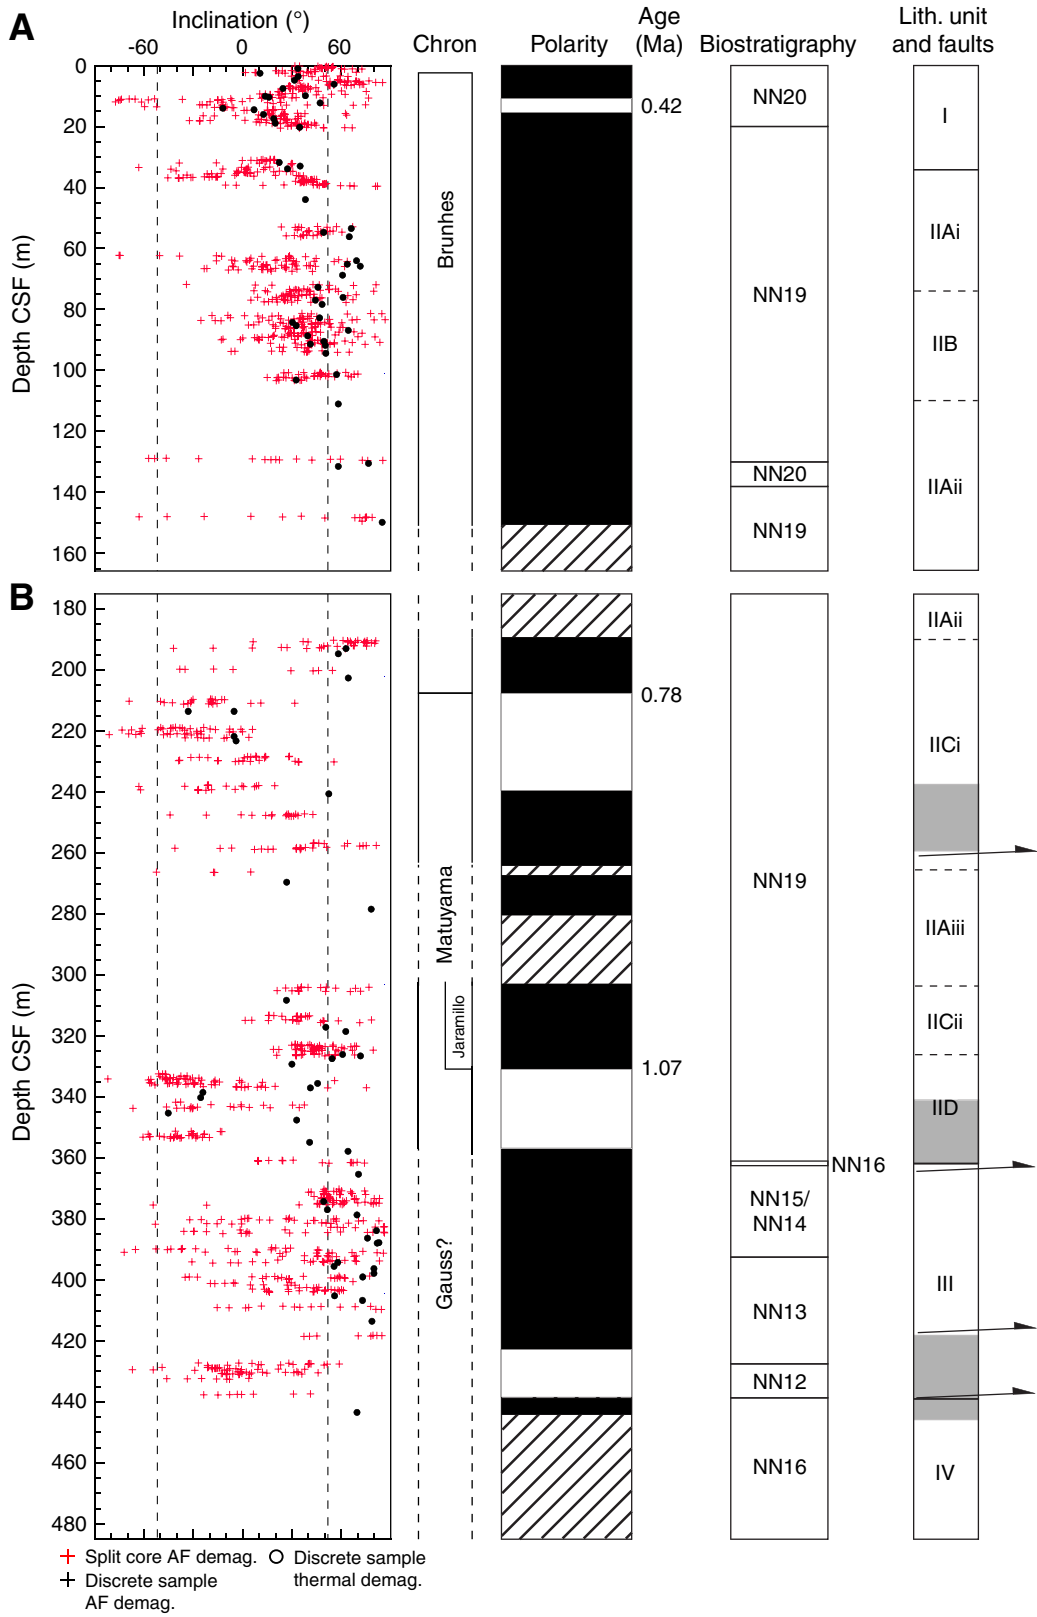 A
Inclination (°)
-60 0 60
Chron
Polarity
Age
(Ma)
Biostratigraphy
Lith. unit
and faults
Depth CSF (m)
0
20
40
60
80
100
120
140
160
Brunhes
0.42
NN20
NN19
NN20
NN19
I
IIAi
IIB
IIAii
B
Depth CSF (m)
180
200
220
240
260
280
300
320
340
360
380
400
420
440
460
480
Matuyama
Jaramillo
Gauss?
0.78
1.07
NN19
NN16
NN15/
NN14
NN13
NN12
NN16
IIAii
IICi
IIAiii
IICii
IID
III
IV
Split core AF demag.
Discrete sample
AF demag.
Discrete sample
thermal demag.